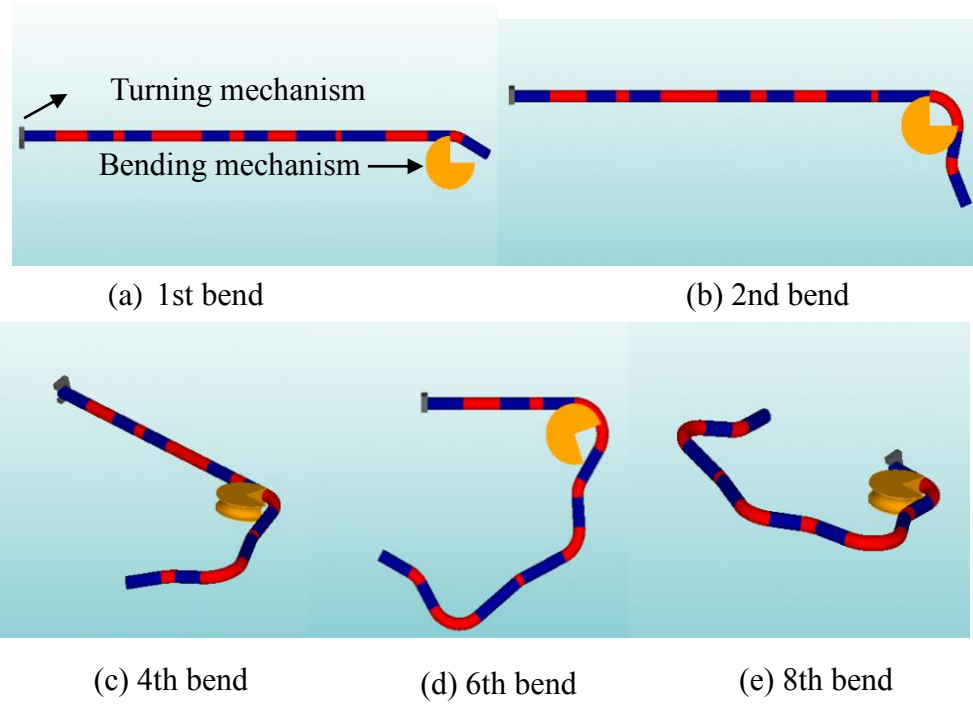 Turning mechanism
Bending mechanism
(a) 1st bend
(b) 2nd bend
(c) 4th bend
(d) 6th bend
(e) 8th bend